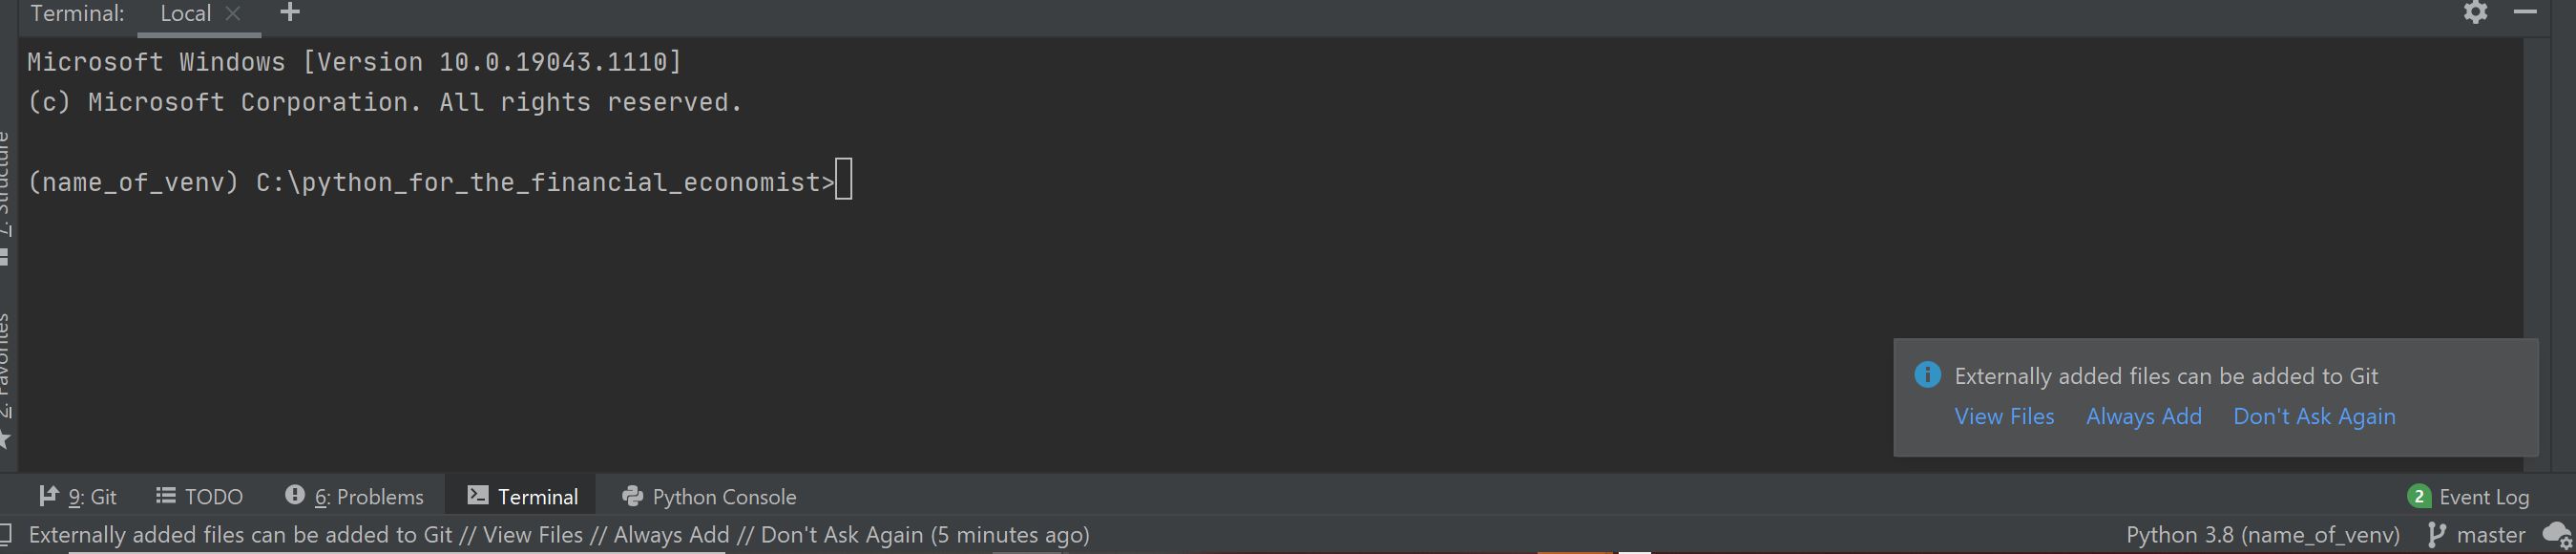 Terminal: Local × +
Microsoft Windows [Version 10.0.19043.1110]
(c) Microsoft Corporation. All rights reserved.
(name_of_venv) C:\python_for_the_financial_economist>
7: Structure
2: Favorites
Externally added files can be added to Git
View Files Always Add Don't Ask Again
9: Git TODO 6: Problems Terminal Python Console 2 Event Log
Externally added files can be added to Git // View Files // Always Add // Don't Ask Again (5 minutes ago) Python 3.8 (name_of_venv) master